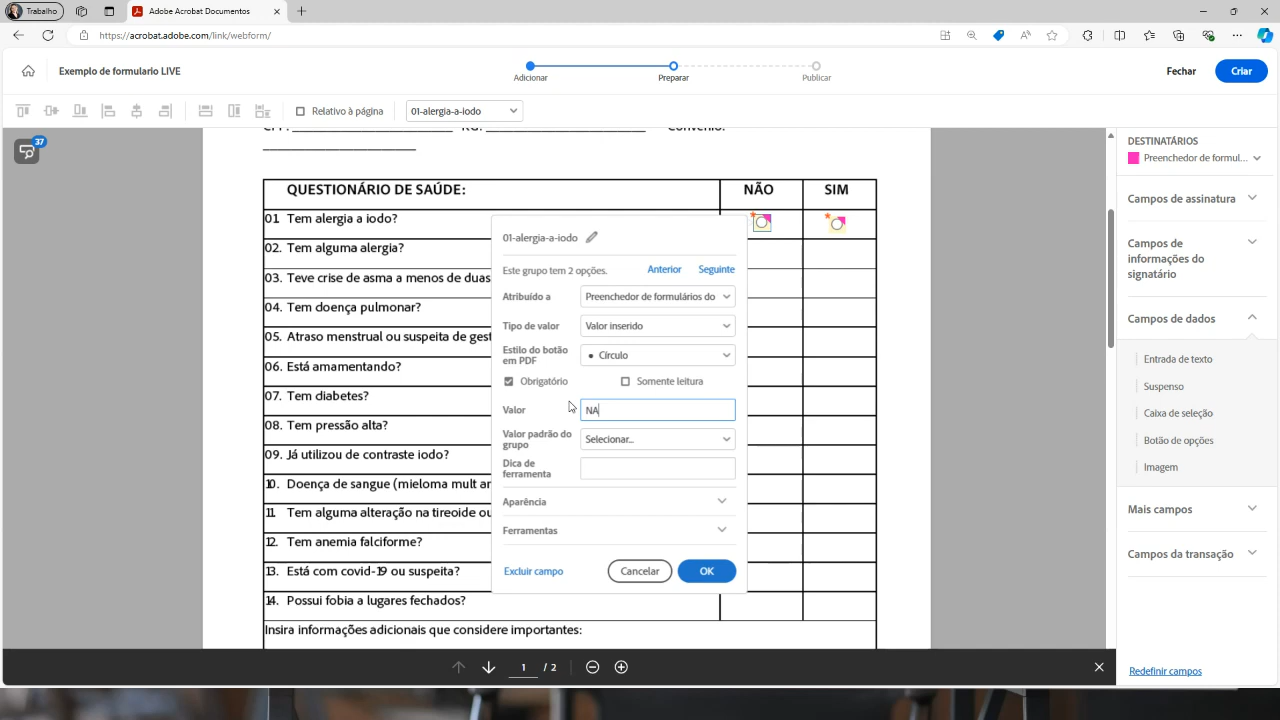 Trabalho
Adobe Acrobat Documentos
https://acrobat.adobe.com/link/webform/
Exemplo de formulario LIVE
Adicionar
Preparar
Publicar
Fechar
Criar
Relativo à página
01-alergia-a-iodo
37
QUESTIONÁRIO DE SAÚDE:
NÃO
SIM
01. Tem alergia a iodo?
02. Tem alguma alergia?
03. Teve crise de asma a menos de duas
04. Tem doença pulmonar?
05. Atraso menstrual ou suspeita de gest
06. Está amamentando?
07. Tem diabetes?
08. Tem pressão alta?
09. Já utilizou de contraste iodo?
10. Doença de sangue (mieloma mult
11. Tem alguma alteração na tireoide ou
12. Tem anemia falciforme?
13. Está com covid-19 ou suspeita?
14. Possui fobia a lugares fechados?
Insira informações adicionais que considere importantes:
01-alergia-a-iodo
Este grupo tem 2 opções.
Anterior
Seguinte
Atribuído a
Preenchedor de formulários do
Tipo de valor
Valor inserido
Estilo do botão
em PDF
Círculo
Obrigatório
Somente leitura
Valor
NA
Valor padrão do
grupo
Selecionar...
Dica de
ferramenta
Aparência
Ferramentas
Excluir campo
Cancelar
OK
DESTINATÁRIOS
Preenchedor de formul...
Campos de assinatura
Campos de
informações do
signatário
Campos de dados
Entrada de texto
Suspenso
Caixa de seleção
Botão de opções
Imagem
Mais campos
Campos da transação
Redefinir campos
1 / 2